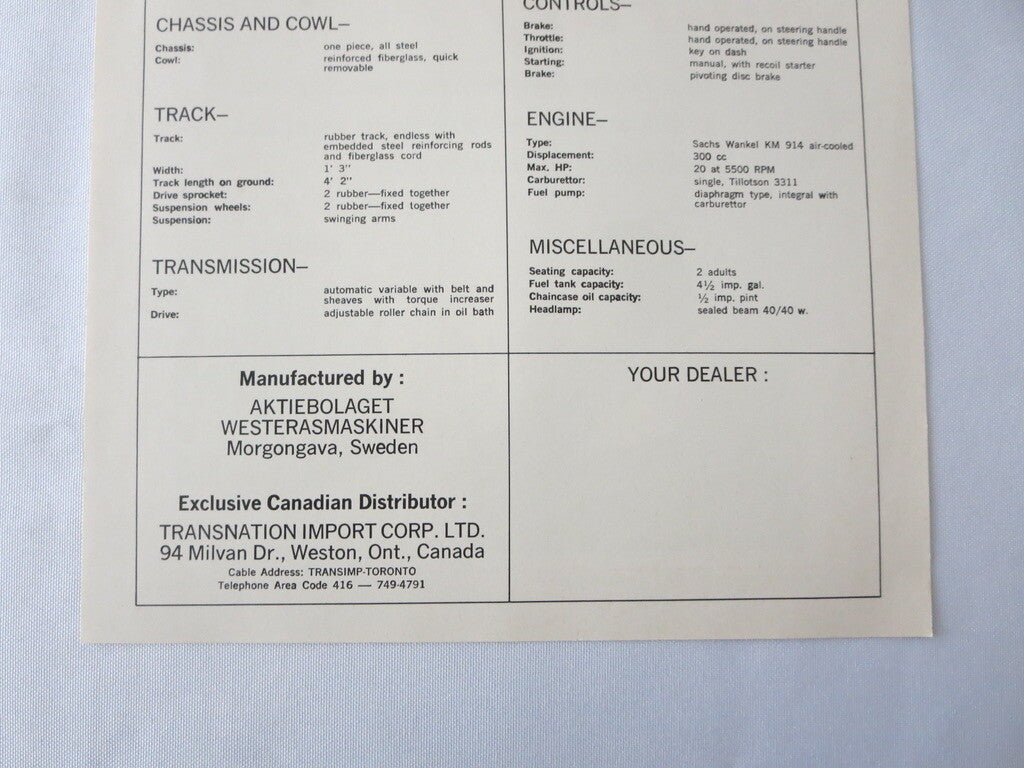 CHASSIS AND COWL—
Chassis: one piece, all steel
Cowl: reinforced fiberglass, quick
removable
TRACK—
Track: rubber track, endless with
embedded steel reinforcing rods
and fiberglass cord
Width: 1' 3"
Track length on ground: 4' 2"
Drive sprocket: 2 rubber—fixed together
Suspension wheels: 2 rubber—fixed together
Suspension: swinging arms
TRANSMISSION—
Type: automatic variable with belt and
sheaves with torque increaser
Drive: adjustable roller chain in oil bath
CONTROLS—
Brake: hand operated, on steering handle
Throttle: hand operated, on steering handle
Ignition: key on dash
Starting: manual, with recoil starter
Brake: pivoting disc brake
ENGINE—
Type: Sachs Wankel KM 914 air-cooled
Displacement: 300 cc
Max. HP: 20 at 5500 RPM
Carburettor: single, Tillotson 3311
Fuel pump: diaphragm type, integral with
carburettor
MISCELLANEOUS—
Seating capacity: 2 adults
Fuel tank capacity: 4½ imp. gal.
Chaincase oil capacity: ½ imp. pint
Headlamp: sealed beam 40/40 w.
Manufactured by :
AKTIEBOLAGET
WESTERASMASKINER
Morgongava, Sweden
Exclusive Canadian Distributor :
TRANSNATION IMPORT CORP. LTD.
94 Milvan Dr., Weston, Ont., Canada
Cable Address: TRANSIMP-TORONTO
Telephone Area Code 416 — 749-4791
YOUR DEALER :